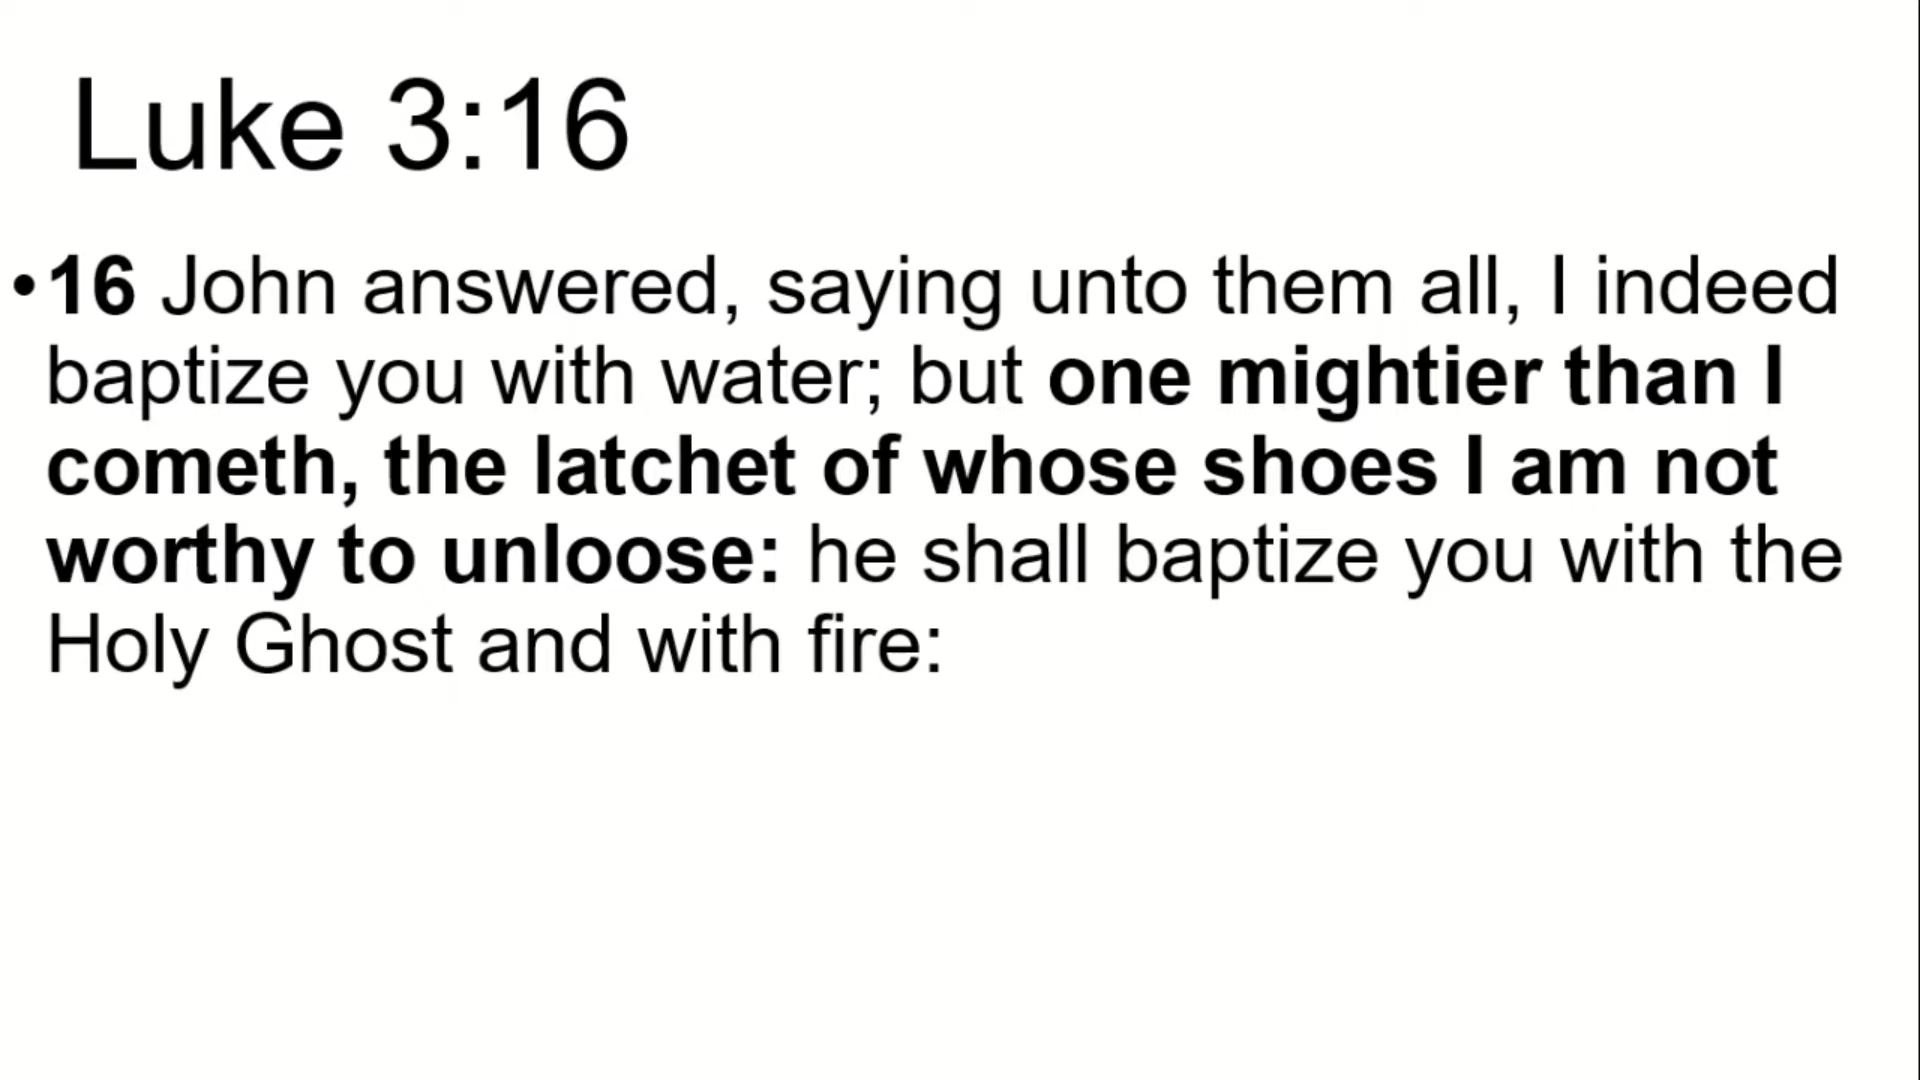 Luke 3:16
•16 John answered, saying unto them all, I indeed
baptize you with water; but one mightier than I
cometh, the latchet of whose shoes I am not
worthy to unloose: he shall baptize you with the
Holy Ghost and with fire: